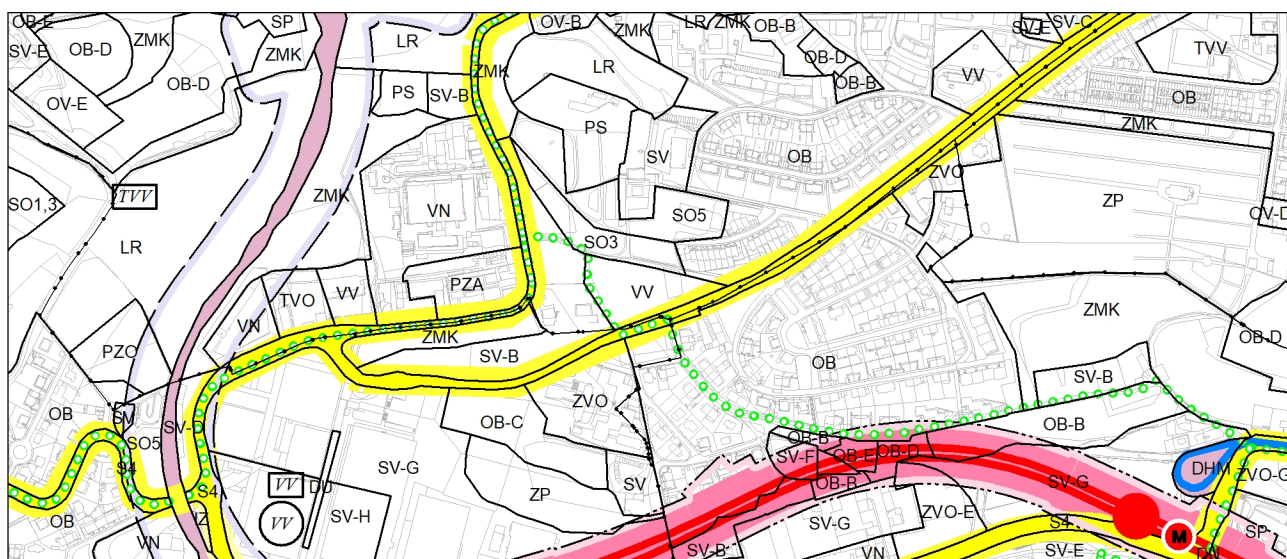 OB-E
SP
OV-B
ZMK
LR
ZMK
OB-B
SV-E
SV-C
SV-E
OB-D
ZMK
ZMK
LR
OB-D
TVV
OB-D
ZMK
LR
OB-B
VV
OV-E
PS
SV-B
OB
PS
ZMK
SV
OB
ZVO
TVV
ZMK
ZP
SO1,3
VN
SO5
OV-D
LR
SO3
TVO
VV
PZA
VV
ZMK
VN
ZMK
PZO
SV-B
OB
OB-D
SV-B
OB
ZVO
SM
SV-D
OB-C
OB-B
SO5
OB-B
S4
SV-G
SV-F
OB-E
OB-D
DHM
ZVO-G
ZP
SV
OB-B
SV-G
VV
DU
S4
IZ
SV-H
SV-G
ZVO-E
OB
VV
S4
M
SP
VN
SV-B
VN
SV-E